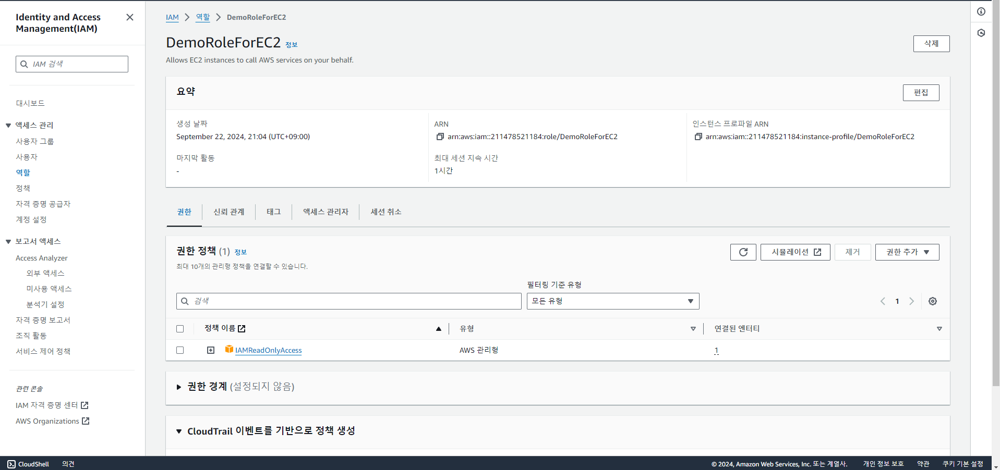 Identity and Access
Management(IAM)
IAM 검색
대시보드
액세스 관리
사용자 그룹
사용자
역할
정책
자격 증명 공급자
계정 설정
보고서 액세스
Access Analyzer
외부 액세스
미사용 액세스
분석기 설정
자격 증명 보고서
조직 활동
서비스 제어 정책
관련 콘솔
IAM 자격 증명 센터
AWS Organizations
IAM 역할 DemoRoleForEC2
DemoRoleForEC2 정보
삭제
Allows EC2 instances to call AWS services on your behalf.
요약
편집
생성 날짜
September 22, 2024, 21:04 (UTC+09:00)
마지막 활동
-
ARN
arn:aws:iam::211478521184:role/DemoRoleForEC2
최대 세션 지속 시간
1시간
인스턴스 프로파일 ARN
arn:aws:iam::211478521184:instance-profile/DemoRoleForEC2
권한 신뢰 관계 태그 액세스 관리자 세션 취소
권한 정책 (1) 정보
시뮬레이션 제거 권한 추가
최대 10개의 관리형 정책을 연결할 수 있습니다.
필터링 기준 유형
검색 모든 유형 1
정책 이름 유형 연결된 엔터티
IAMReadOnlyAccess AWS 관리형 1
권한 경계 (설정되지 않음)
CloudTrail 이벤트를 기반으로 정책 생성
CloudShell 의견 © 2024, Amazon Web Services, Inc. 또는 계열사. 개인 정보 보호 약관 쿠키 기본 설정